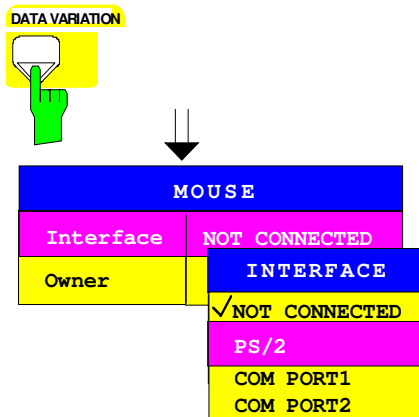 DATA VARIATION
MOUSE
Interface NOT CONNECTED
Owner
INTERFACE
✓NOT CONNECTED
PS/2
COM PORT1
COM PORT2